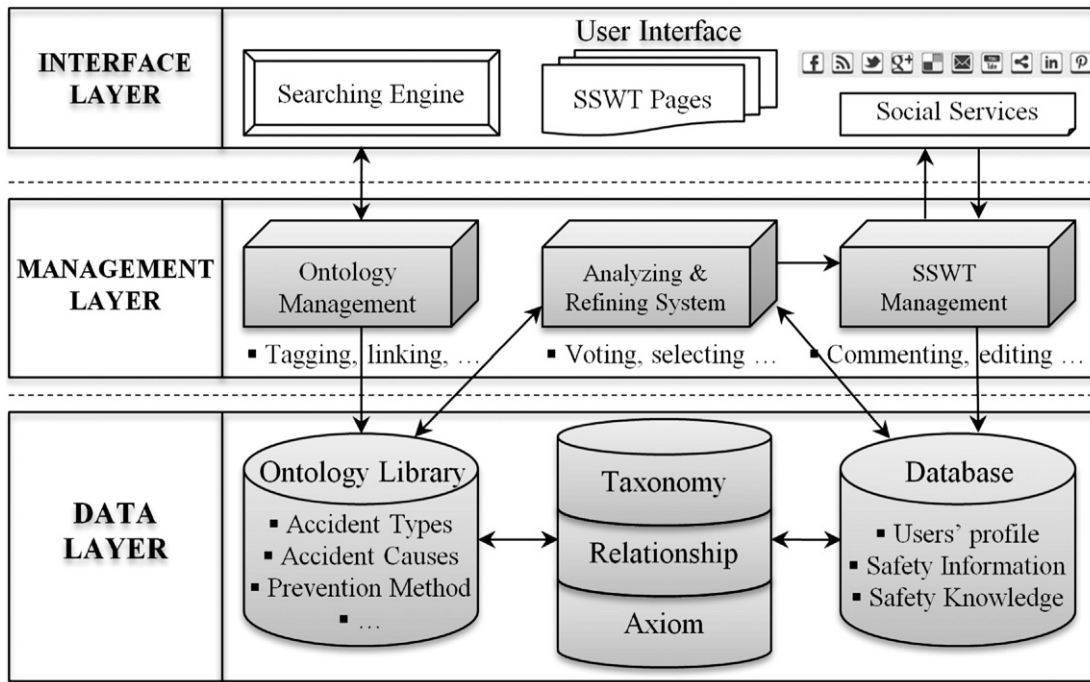 INTERFACE
LAYER
User Interface
Searching Engine
SSWT Pages
Social Services
MANAGEMENT
LAYER
Ontology
Management
Analyzing &
Refining System
SSWT
Management
▪ Tagging, linking, …
▪ Voting, selecting …
▪ Commenting, editing …
DATA
LAYER
Ontology Library
▪ Accident Types
▪ Accident Causes
▪ Prevention Method
▪ …
Taxonomy
Relationship
Axiom
Database
▪ Users’ profile
▪ Safety Information
▪ Safety Knowledge